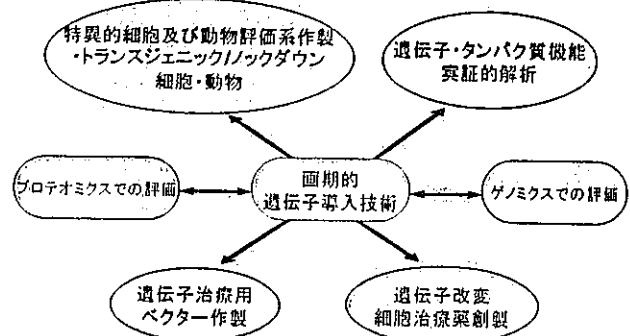 特異的細胞及び動物評価系作製
・トランスジェニック/ノックダウン
細胞・動物
遺伝子・タンパク質機能
実証的解析
プロテオミクスでの評価
画期的
遺伝子導入技術
ゲノミクスでの評価
遺伝子治療用
ベクター作製
遺伝子改変
細胞治療薬創製